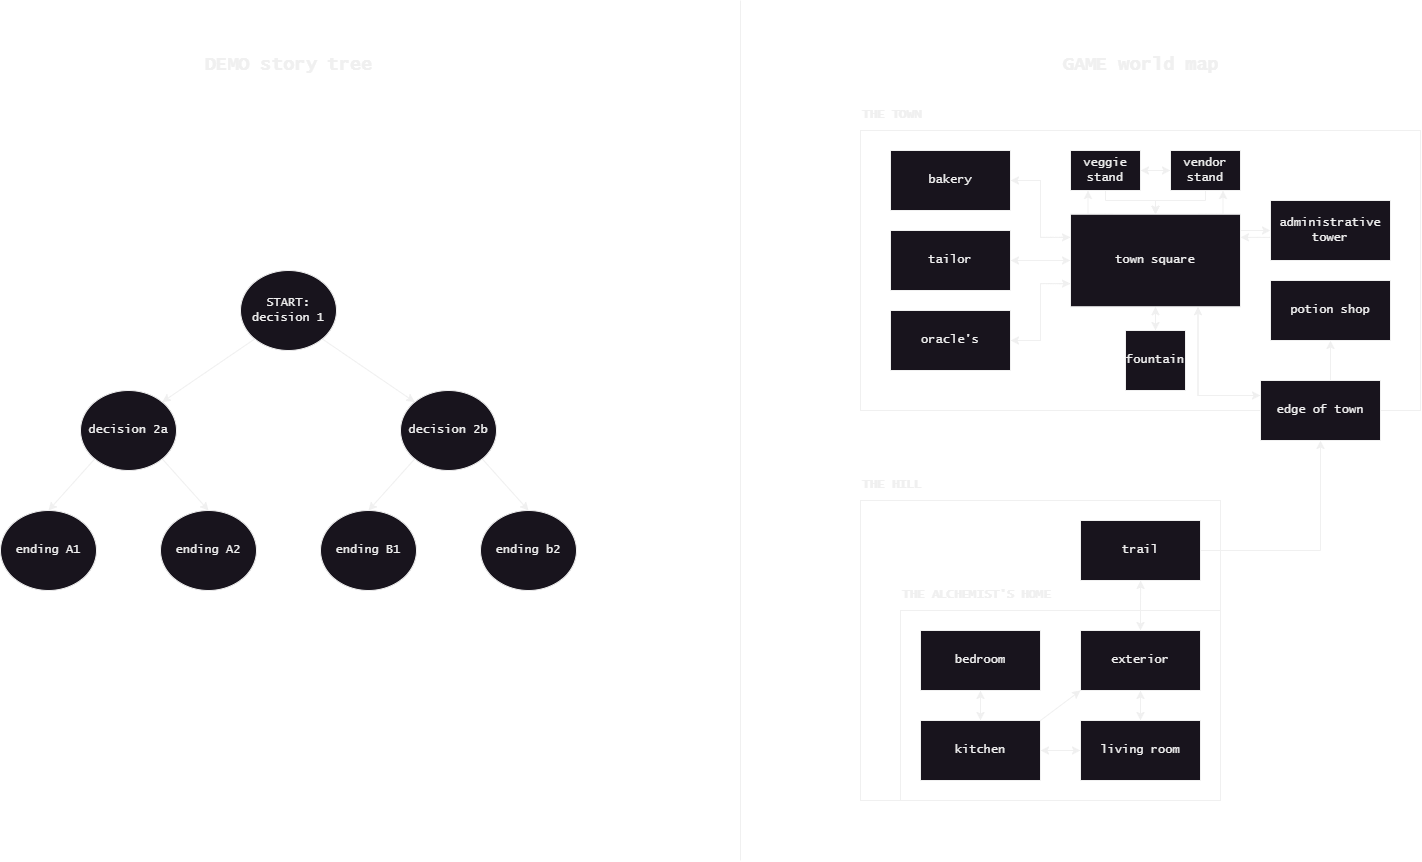 DEMO story tree
START:
decision 1
decision 2a
decision 2b
ending A1
ending A2
ending B1
ending b2
GAME world map
THE TOWN
bakery
veggie
stand
vendor
stand
administrative
tower
tailor
town square
potion shop
oracle's
fountain
edge of town
THE HILL
trail
THE ALCHEMIST'S HOME
bedroom
exterior
kitchen
living room